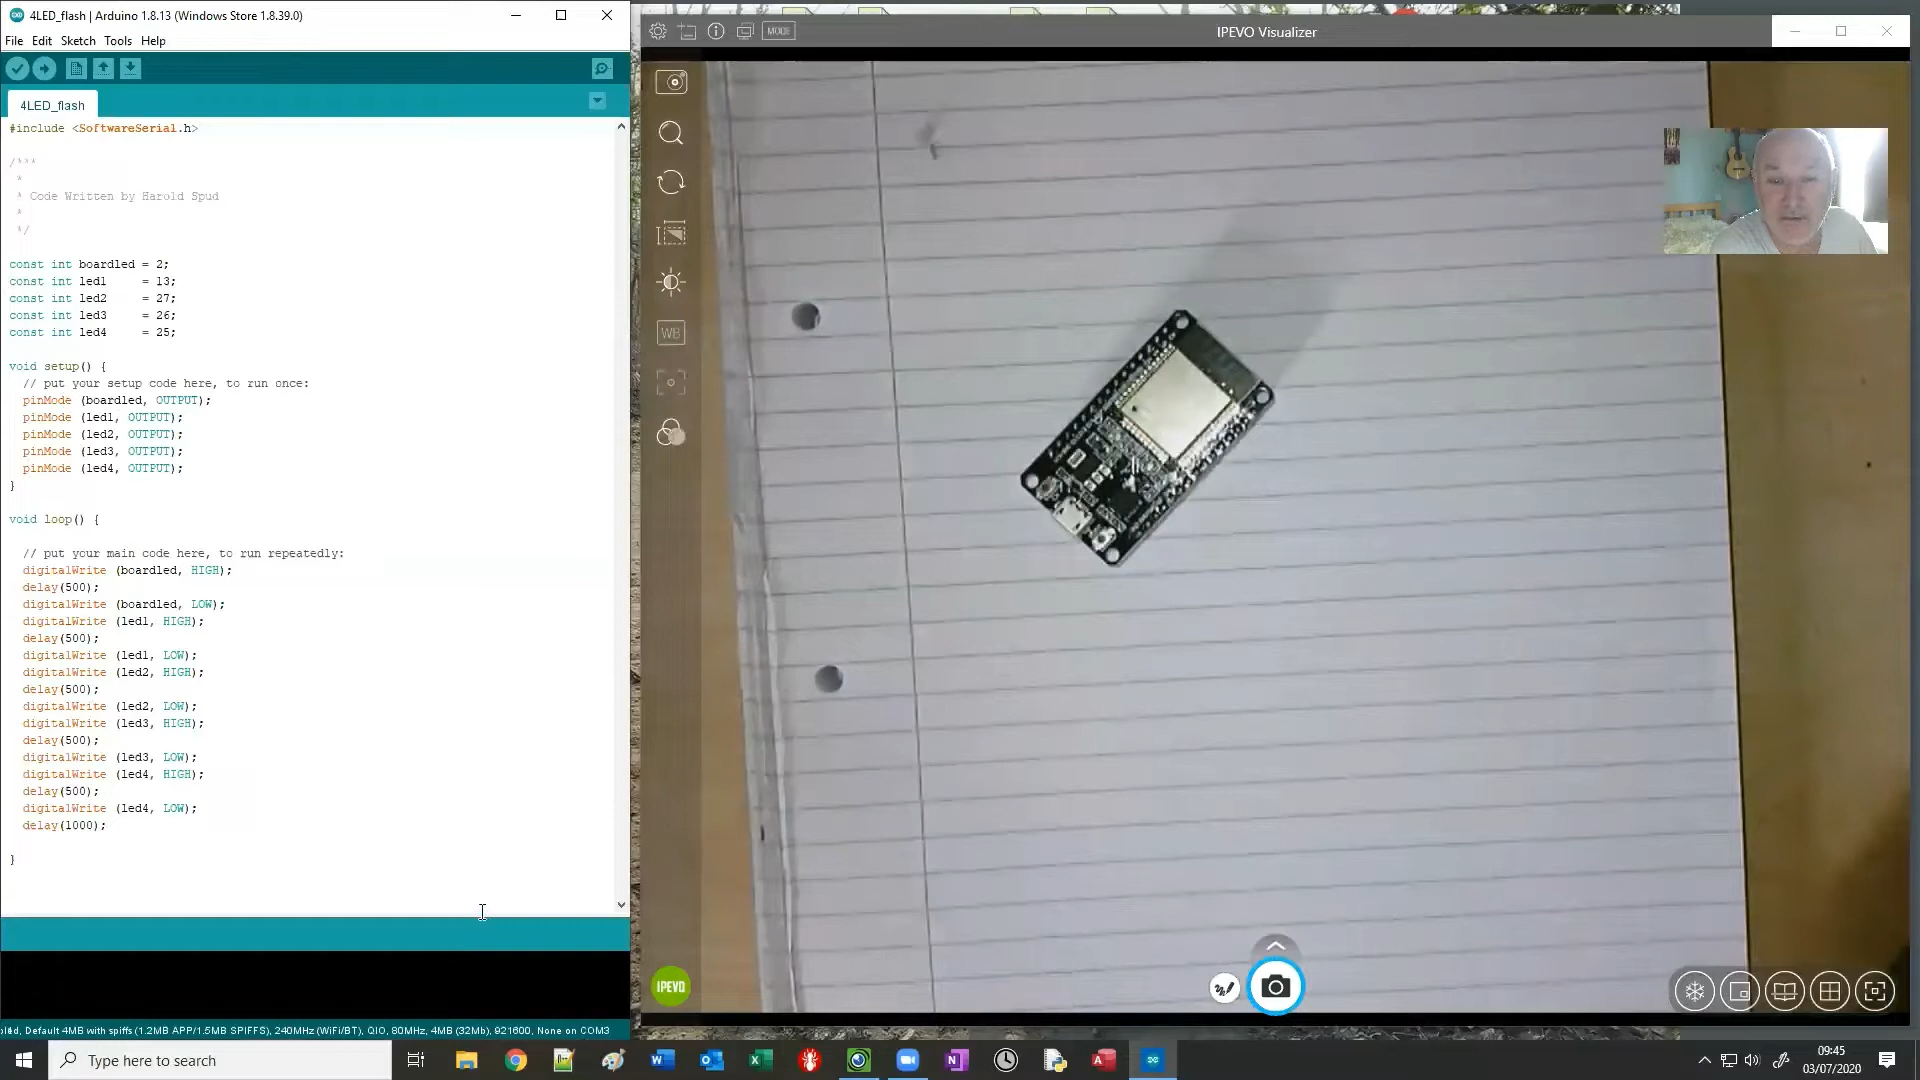 4LED_flash | Arduino 1.8.13 (Windows Store 1.8.39.0)
File Edit Sketch Tools Help
4LED_flash
#include <SoftwareSerial.h>
/***
*
* Code Written by Harold Spud
*
*/
const int boardled = 2;
const int led1 = 13;
const int led2 = 27;
const int led3 = 26;
const int led4 = 25;
void setup() {
// put your setup code here, to run once:
pinMode (boardled, OUTPUT);
pinMode (led1, OUTPUT);
pinMode (led2, OUTPUT);
pinMode (led3, OUTPUT);
pinMode (led4, OUTPUT);
}
void loop() {
// put your main code here, to run repeatedly:
digitalWrite (boardled, HIGH);
delay(500);
digitalWrite (boardled, LOW);
digitalWrite (led1, HIGH);
delay(500);
digitalWrite (led1, LOW);
digitalWrite (led2, HIGH);
delay(500);
digitalWrite (led2, LOW);
digitalWrite (led3, HIGH);
delay(500);
digitalWrite (led3, LOW);
digitalWrite (led4, HIGH);
delay(500);
digitalWrite (led4, LOW);
delay(1000);
}
Default 4MB with spiffs (1.2MB APP/1.5MB SPIFFS), 240MHz (WiFi/BT), QIO, 80MHz, 4MB (32Mb), 921600, None on COM3
MODE
IPEVO Visualizer
WB
IPEVO
Type here to search
09:45
03/07/2020